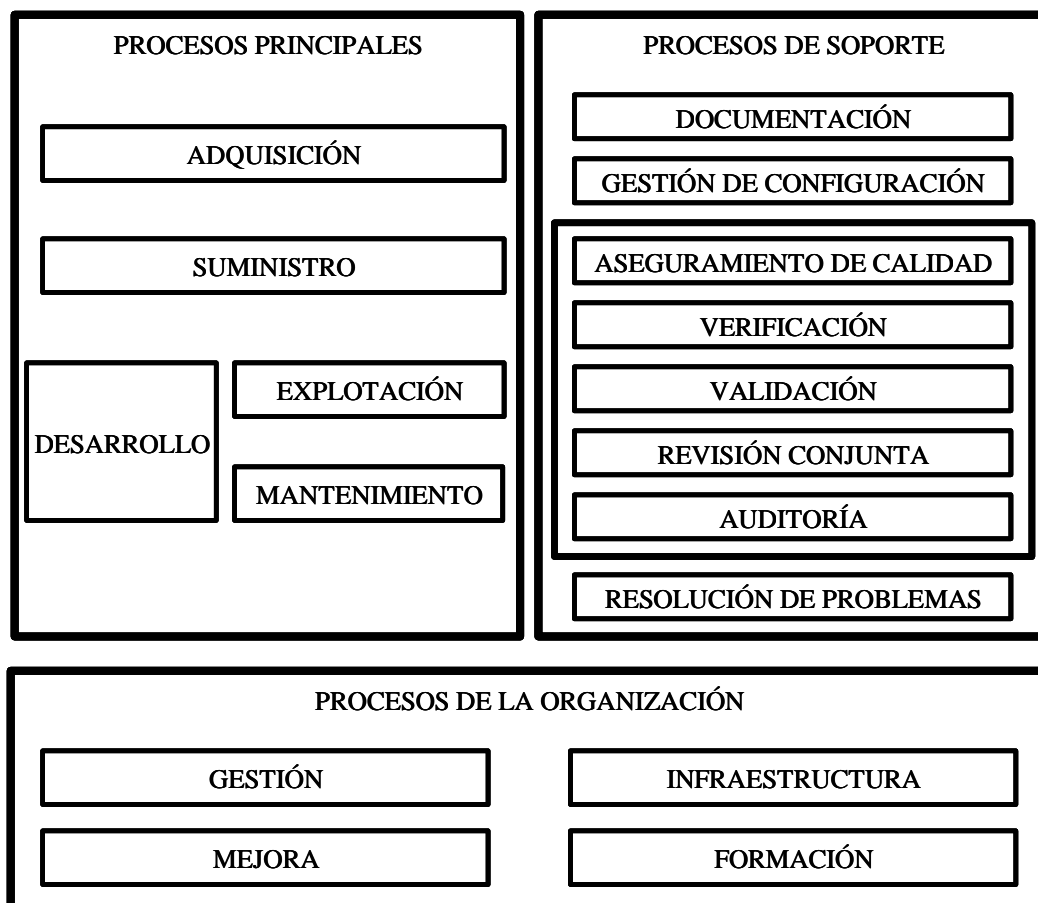 PROCESOS PRINCIPALES
ADQUISICIÓN
SUMINISTRO
DESARROLLO
EXPLOTACIÓN
MANTENIMIENTO
PROCESOS DE SOPORTE
DOCUMENTACIÓN
GESTIÓN DE CONFIGURACIÓN
ASEGURAMIENTO DE CALIDAD
VERIFICACIÓN
VALIDACIÓN
REVISIÓN CONJUNTA
AUDITORÍA
RESOLUCIÓN DE PROBLEMAS
PROCESOS DE LA ORGANIZACIÓN
GESTIÓN
INFRAESTRUCTURA
MEJORA
FORMACIÓN